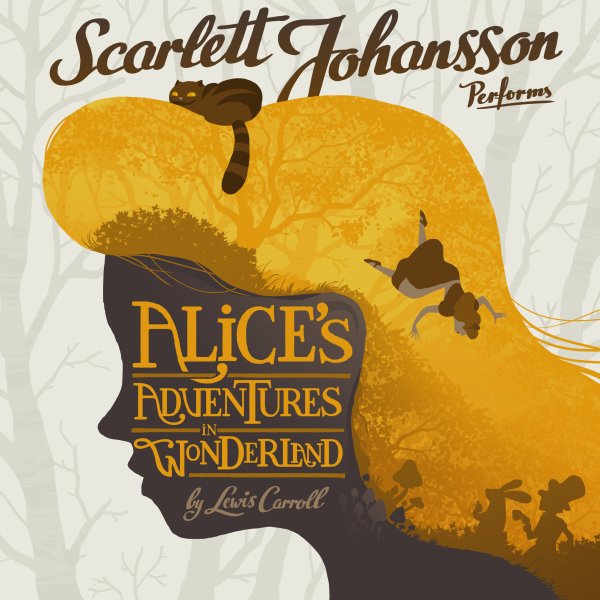 Scarlett Johansson
Performs
ALiCE'S
ADVENTURES
IN
WONDERLAND
by Lewis Carroll